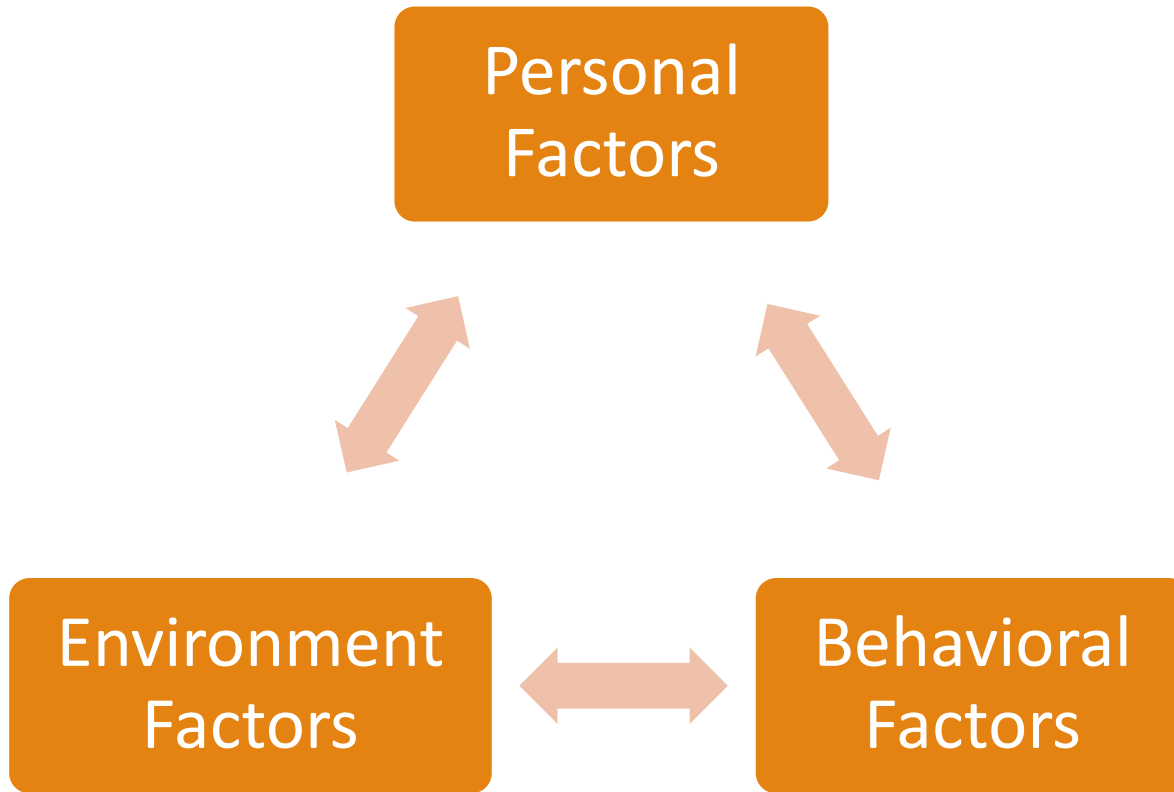 Personal
Factors
Environment
Factors
Behavioral
Factors